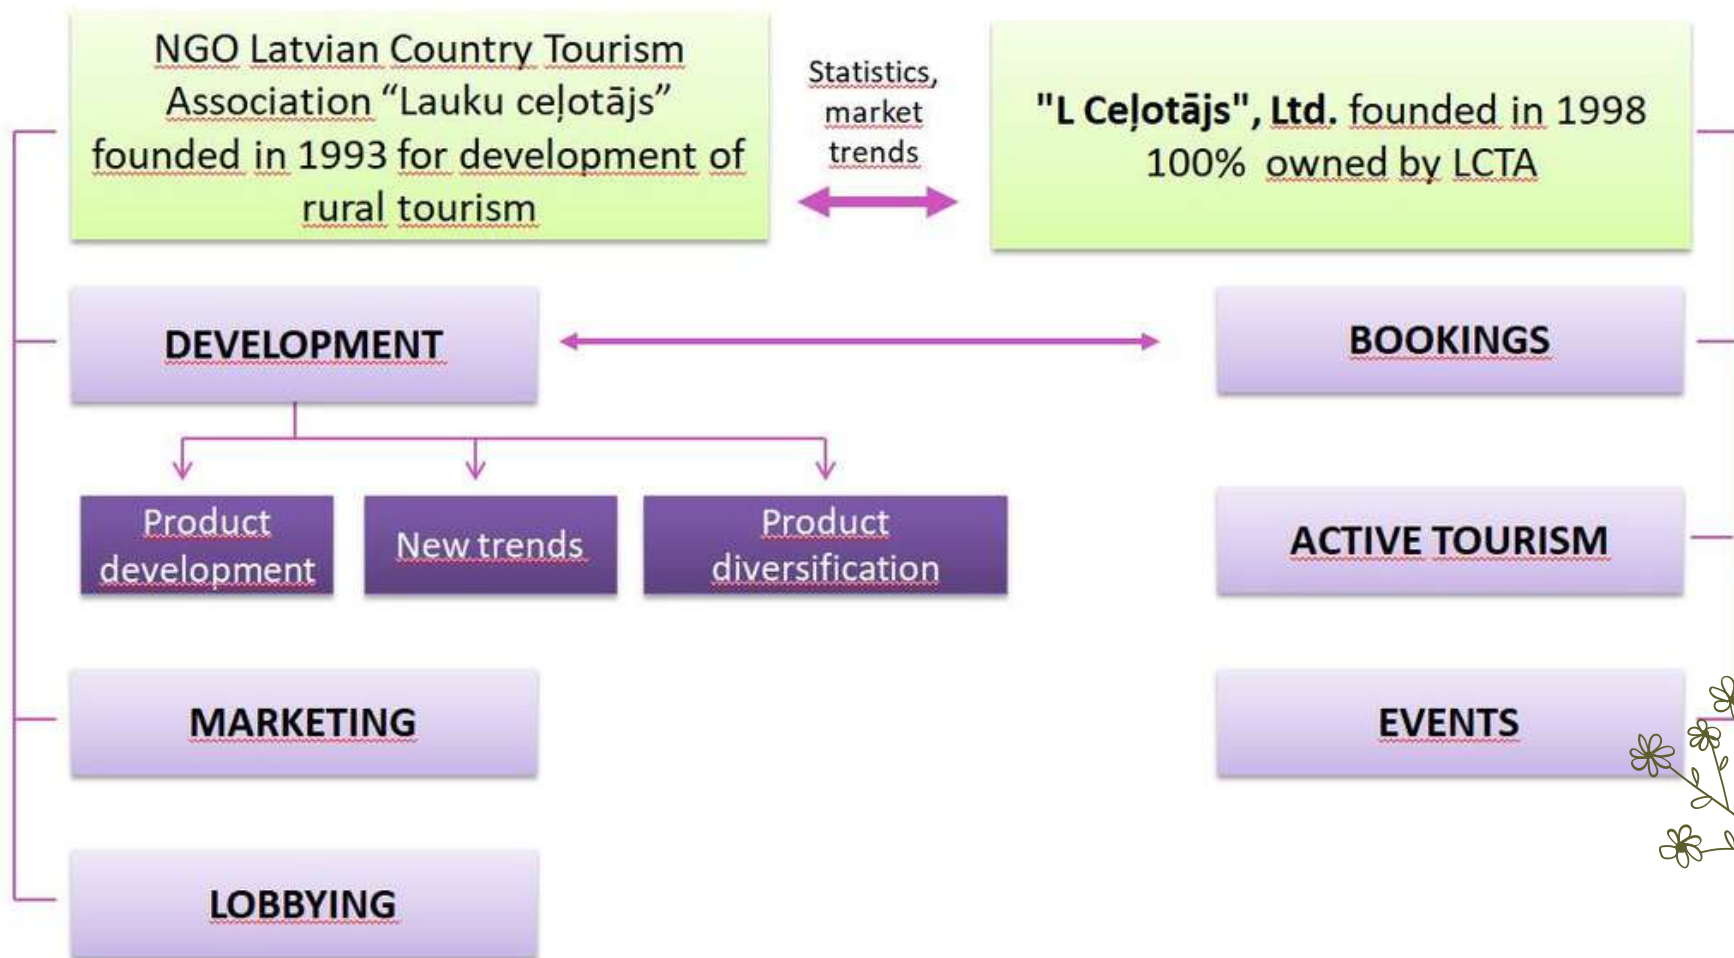 NGO Latvian Country Tourism
Association “Lauku ceļotājs”
founded in 1993 for development of
rural tourism
Statistics,
market
trends
"L Ceļotājs", Ltd. founded in 1998
100% owned by LCTA
DEVELOPMENT
BOOKINGS
Product
development
New trends
Product
diversification
ACTIVE TOURISM
MARKETING
EVENTS
LOBBYING